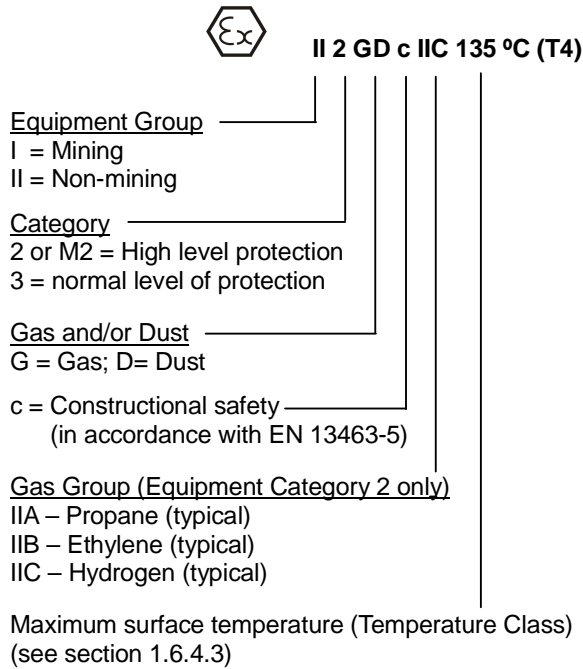 Ex II 2 GD c IIC 135 ºC (T4)
Equipment Group
I = Mining
II = Non-mining
Category
2 or M2 = High level protection
3 = normal level of protection
Gas and/or Dust
G = Gas; D= Dust
c = Constructional safety
(in accordance with EN 13463-5)
Gas Group (Equipment Category 2 only)
IIA – Propane (typical)
IIB – Ethylene (typical)
IIC – Hydrogen (typical)
Maximum surface temperature (Temperature Class)
(see section 1.6.4.3)